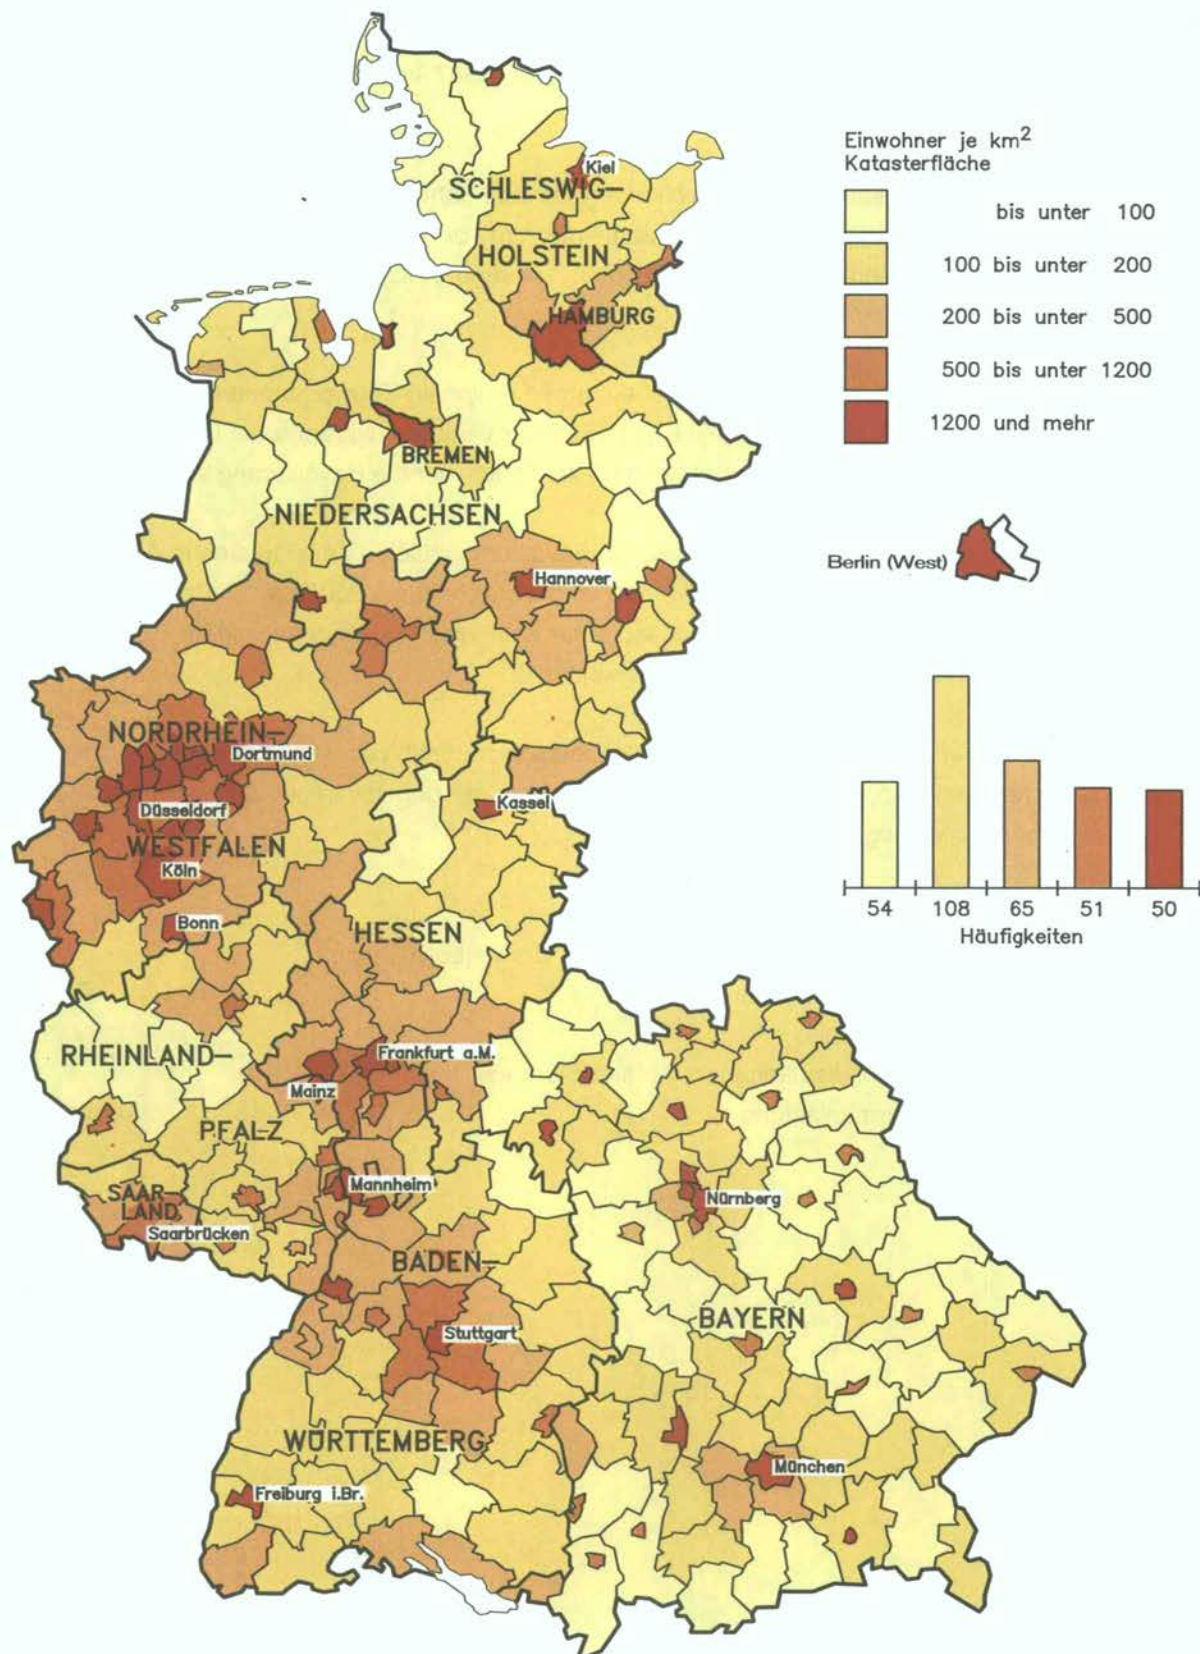 Einwohner je km²
Katasterfläche
bis unter 100
100 bis unter 200
200 bis unter 500
500 bis unter 1200
1200 und mehr
Berlin (West)
54 108 65 51 50
Häufigkeiten
Kiel
SCHLESWIG-
HOLSTEIN
HAMBURG
BREMEN
NIEDERSACHSEN
Hannover
NORDRHEIN-
Dortmund
Düsseldorf
WESTFALEN
Köln
Bonn
Kassel
HESSEN
RHEINLAND-
PFALZ
Frankfurt a.M.
Mainz
SAAR-
LAND
Saarbrücken
Mannheim
Nürnberg
BADEN-
Stuttgart
WÜRTTEMBERG
BAYERN
München
Freiburg i.Br.